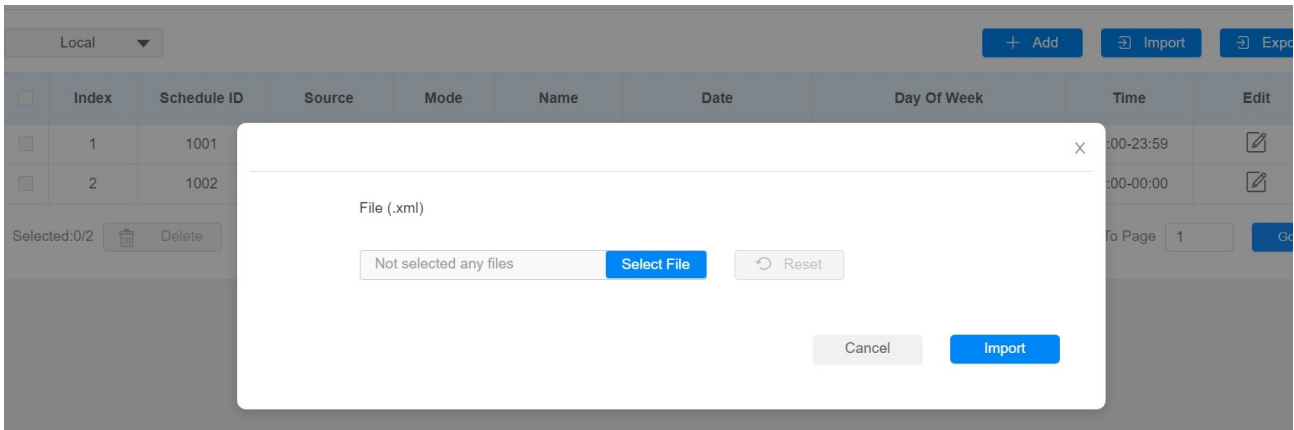 Local
+ Add
Import
Expo
Index Schedule ID Source Mode Name Date Day Of Week Time Edit
1 1001 :00-23:59
2 1002 :00-00:00
Selected:0/2 Delete To Page 1 Go
X
File (.xml)
Not selected any files Select File Reset
Cancel Import